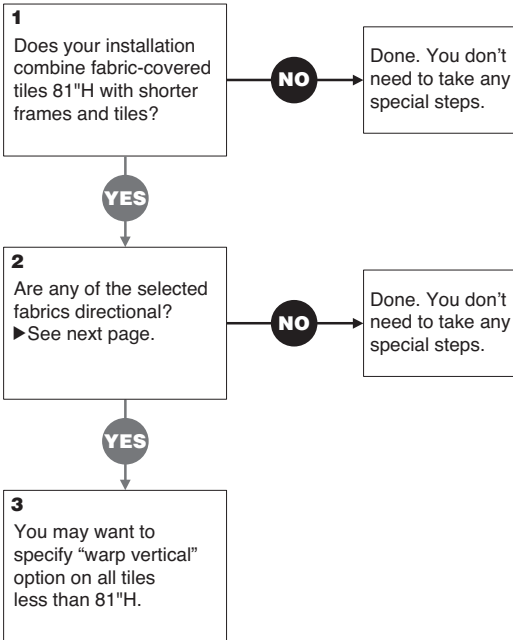 1
Does your installation
combine fabric-covered
tiles 81"H with shorter
frames and tiles?
NO
Done. You don't
need to take any
special steps.
YES
2
Are any of the selected
fabrics directional?
▶See next page.
NO
Done. You don't
need to take any
special steps.
YES
3
You may want to
specify “warp vertical”
option on all tiles
less than 81"H.